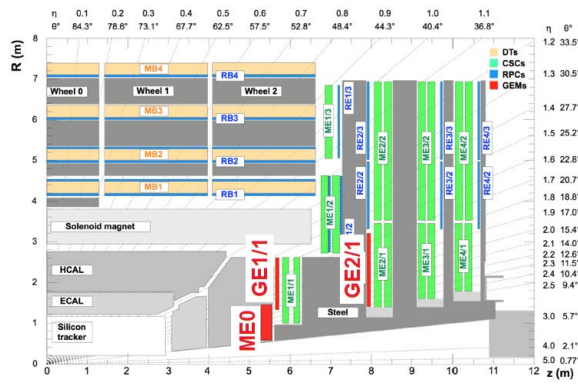 η 0.1 0.2 0.3 0.4 0.5 0.6 0.7 0.8 0.9 1.0 1.1 η θ°
θ° 84.3° 78.6° 73.1° 67.7° 62.5° 57.5° 52.8° 48.4° 44.3° 40.4° 36.8°
R (m)
8
7
6
5
4
3
2
1
0
1.2 33.5°
1.3 30.5°
1.4 27.7°
1.5 25.2°
1.6 22.8°
1.7 20.7°
1.8 18.8°
1.9 17.0°
2.0 15.4°
2.1 14.0°
2.2 12.6°
2.3 11.5°
2.4 10.4°
2.5 9.4°
3.0 5.7°
4.0 2.1°
5.0 0.77°
DTs
CSCs
RPCs
GEMs
MB4
RB4
Wheel 0
Wheel 1
Wheel 2
MB3
RB3
MB2
RB2
MB1
RB1
Solenoid magnet
HCAL
ECAL
Silicon
tracker
Steel
ME0
GE1/1
GE2/1
ME1/1
ME1/2
ME1/3
RE1/3
RE2/3
RE2/2
ME2/2
ME2/1
RE3/3
RE3/2
ME3/2
ME3/1
RE4/3
RE4/2
ME4/2
ME4/1
0 1 2 3 4 5 6 7 8 9 10 11 12
z (m)